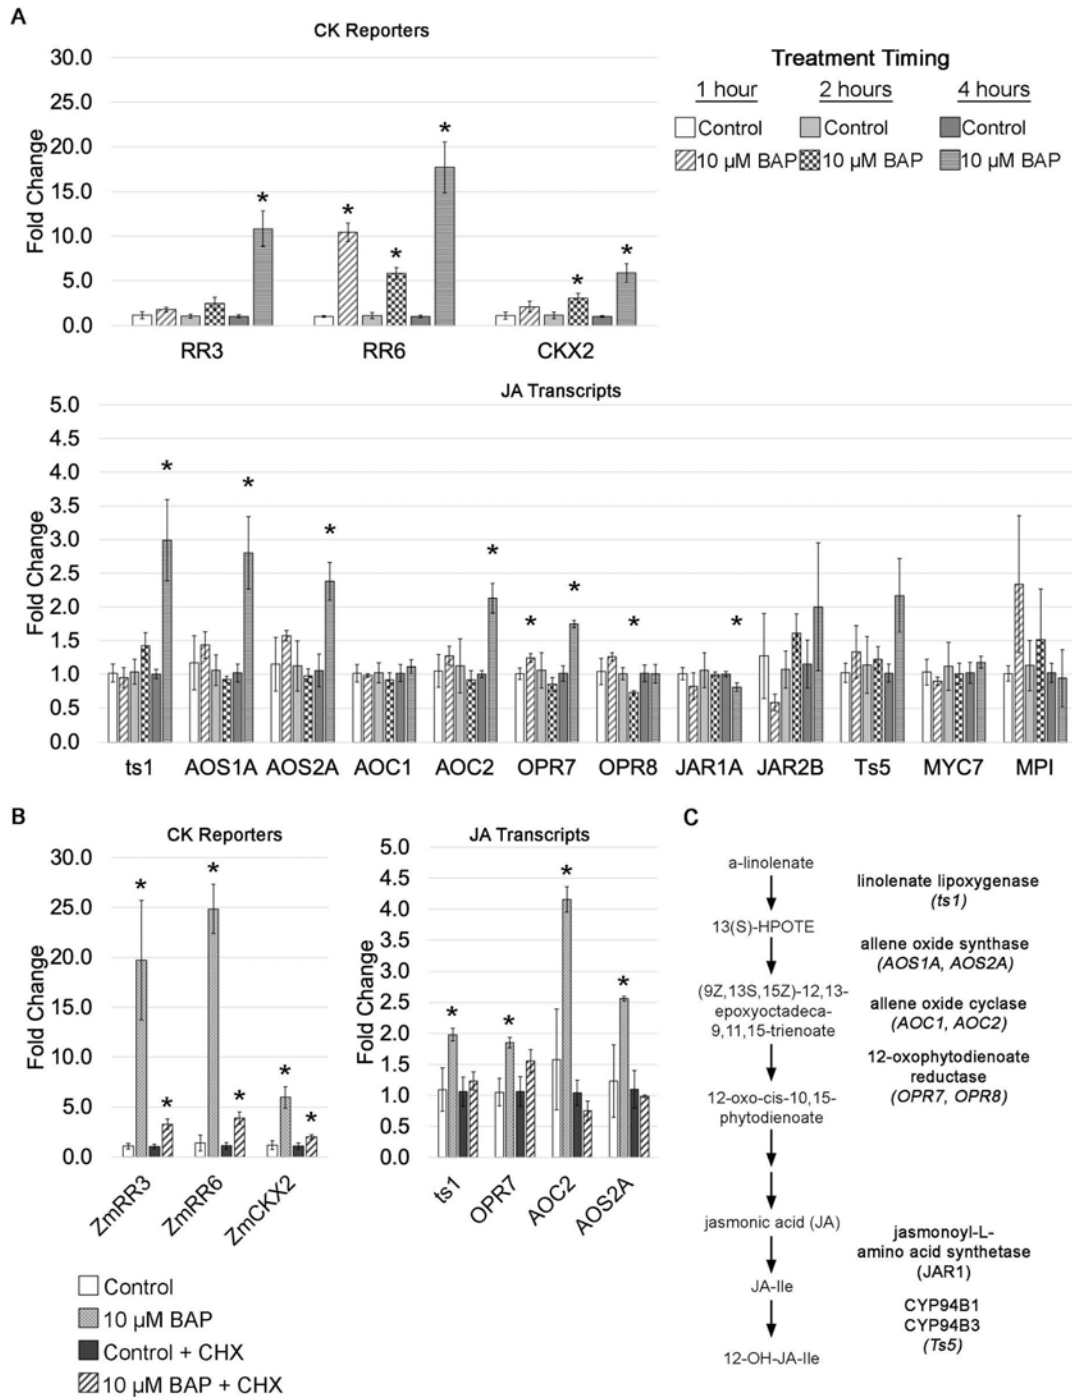 A
CK Reporters
30.0
25.0
20.0
15.0
10.0
5.0
0.0
Fold Change
* * * * * *
RR3 RR6 CKX2
Treatment Timing
1 hour 2 hours 4 hours
Control Control Control
10 µM BAP 10 µM BAP 10 µM BAP
JA Transcripts
5.0
4.5
4.0
3.5
3.0
2.5
2.0
1.5
1.0
0.5
0.0
Fold Change
* * * * * * * *
ts1 AOS1A AOS2A AOC1 AOC2 OPR7 OPR8 JAR1A JAR2B Ts5 MYC7 MPI
B
CK Reporters
30.0
25.0
20.0
15.0
10.0
5.0
0.0
Fold Change
* * * * * *
ZmRR3 ZmRR6 ZmCKX2
JA Transcripts
5.0
4.5
4.0
3.5
3.0
2.5
2.0
1.5
1.0
0.5
0.0
Fold Change
* * * *
ts1 OPR7 AOC2 AOS2A
Control
10 µM BAP
Control + CHX
10 µM BAP + CHX
C
a-linolenate
linolenate lipoxygenase
(ts1)
13(S)-HPOTE
allene oxide synthase
(AOS1A, AOS2A)
(9Z,13S,15Z)-12,13-
epoxyoctadeca-
9,11,15-trienoate
allene oxide cyclase
(AOC1, AOC2)
12-oxophytodienoate
reductase
(OPR7, OPR8)
12-oxo-cis-10,15-
phytodienoate
jasmonic acid (JA)
jasmonoyl-L-
amino acid synthetase
(JAR1)
JA-Ile
CYP94B1
CYP94B3
(Ts5)
12-OH-JA-Ile